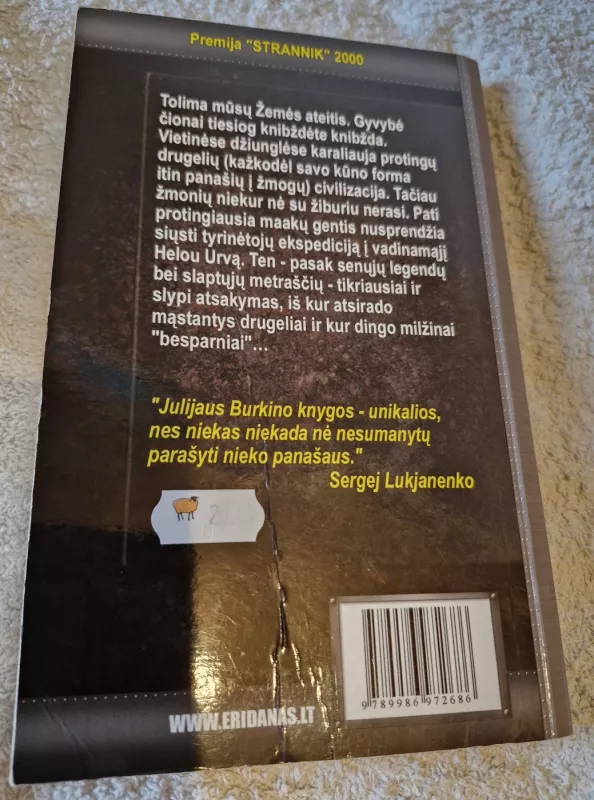 Premija "STRANNIK" 2000
Tolima mūsų Žemės ateitis. Gyvybė
čionai tiesiog knibždėte knibžda.
Vietinėse džiunglėse karaliauja protingų
drugelių (kažkodėl savo kūno forma
itin panašių į žmogų) civilizacija. Tačiau
žmonių niekur nė su žiburiu nerasi. Pati
protingiausia maakų gentis nusprendžia
siųsti tyrinėtojų ekspediciją į vadinamąjį
Helou Urvą. Ten - pasak senųjų legendų
bei slaptųjų metraščių - tikriausiai ir
slypi atsakymas, iš kur atsirado
mąstantys drugeliai ir kur dingo milžinai
"besparniai"...
"Julijaus Burkino knygos - unikalios,
nes niekas niekada nė nesumanytų
parašyti nieko panašaus."
Sergej Lukjanenko
9 789986 972686
WWW.ERIDANAS.LT